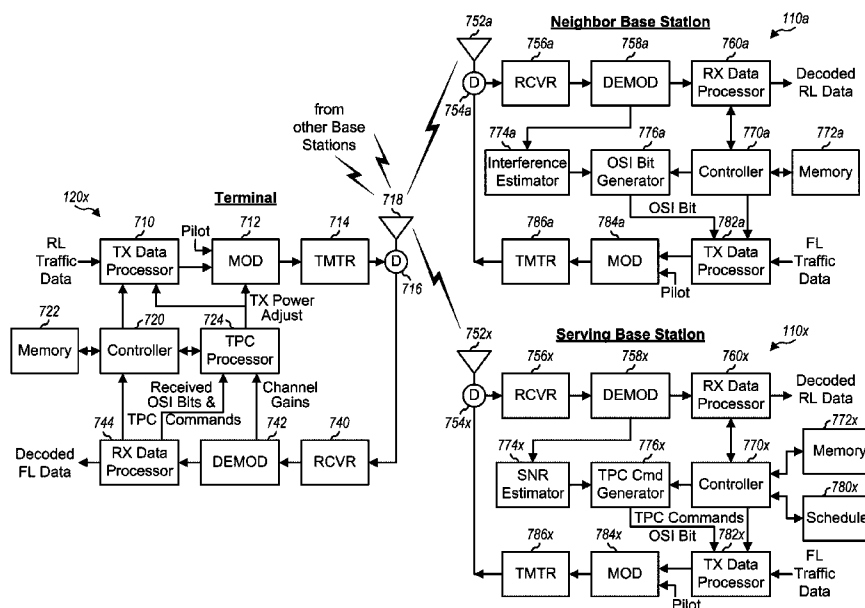 Neighbor Base Station
110a
752a
756a
758a
760a
RCVR
DEMOD
RX Data
Processor
Decoded
RL Data
D
754a
from
other Base
Stations
774a
776a
770a
772a
Interference
Estimator
OSI Bit
Generator
Controller
Memory
OSI Bit
786a
784a
782a
TMTR
MOD
TX Data
Processor
FL
Traffic
Data
Pilot
Terminal
120x
718
710
712
714
Pilot
RL
Traffic
Data
TX Data
Processor
MOD
TMTR
D
716
TX Power
Adjust
722
720
724
Memory
Controller
TPC
Processor
Received
OSI Bits &
TPC Commands
Channel
Gains
744
742
740
Decoded
FL Data
RX Data
Processor
DEMOD
RCVR
Serving Base Station
110x
752x
756x
758x
760x
D
754x
RCVR
DEMOD
RX Data
Processor
Decoded
RL Data
772x
774x
776x
770x
Memory
SNR
Estimator
TPC Cmd
Generator
Controller
780x
Schedule
TPC Commands
OSI Bit
786x
784x
782x
TMTR
MOD
TX Data
Processor
FL
Traffic
Data
Pilot